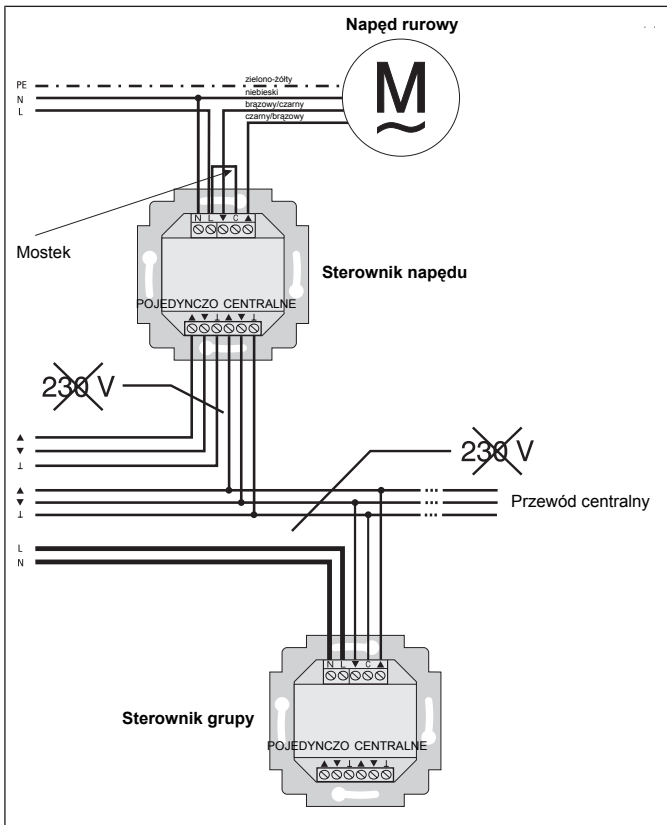 Napęd rurowy
M
PE
zielono-żółty
N
niebieski
L
brązowy/czarny
czarny/brązowy
Mostek
N L ▼ C ▲
Sterownik napędu
POJEDYNCZO CENTRALNE
▲ ▼ ⊥ ▲ ▼ ⊥
230 V
▲
▼
⊥
230 V
▲
▼
⊥
Przewód centralny
L
N
N L ▼ C ▲
Sterownik grupy
POJEDYNCZO CENTRALNE
▲ ▼ ⊥ ▲ ▼ ⊥